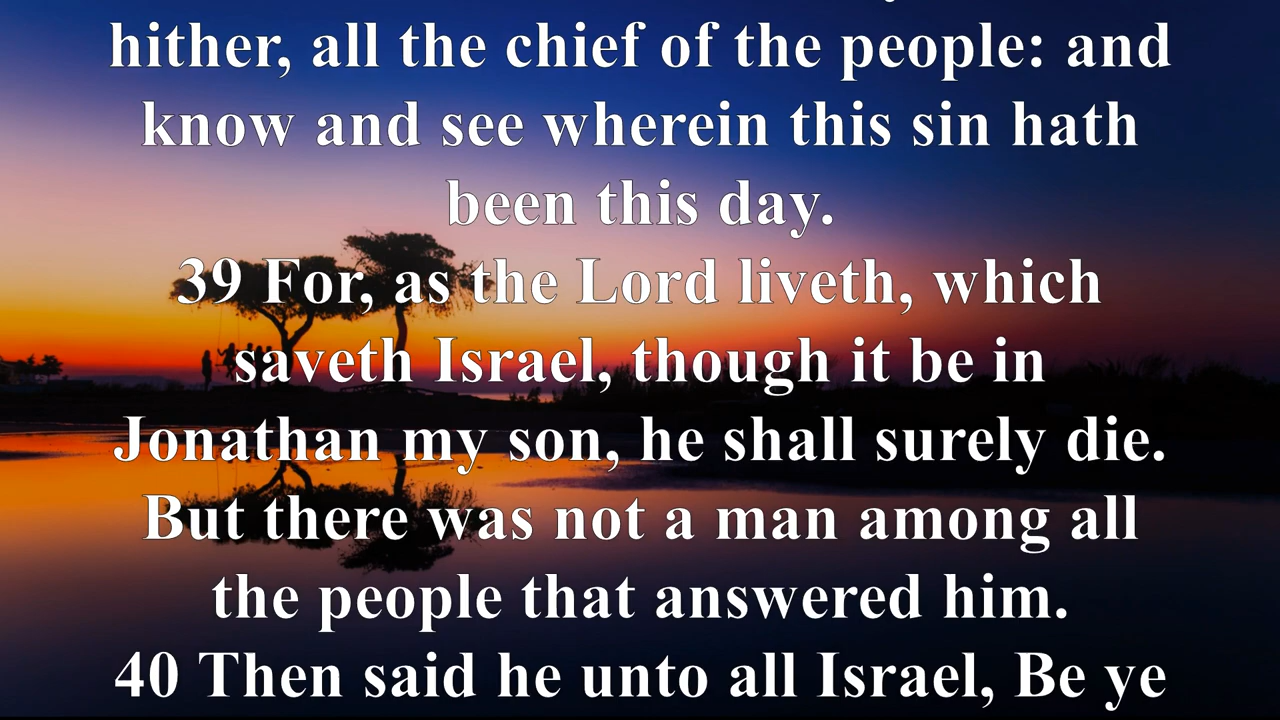 hither, all the chief of the people: and
know and see wherein this sin hath
been this day.
39 For, as the Lord liveth, which
saveth Israel, though it be in
Jonathan my son, he shall surely die.
But there was not a man among all
the people that answered him.
40 Then said he unto all Israel, Be ye